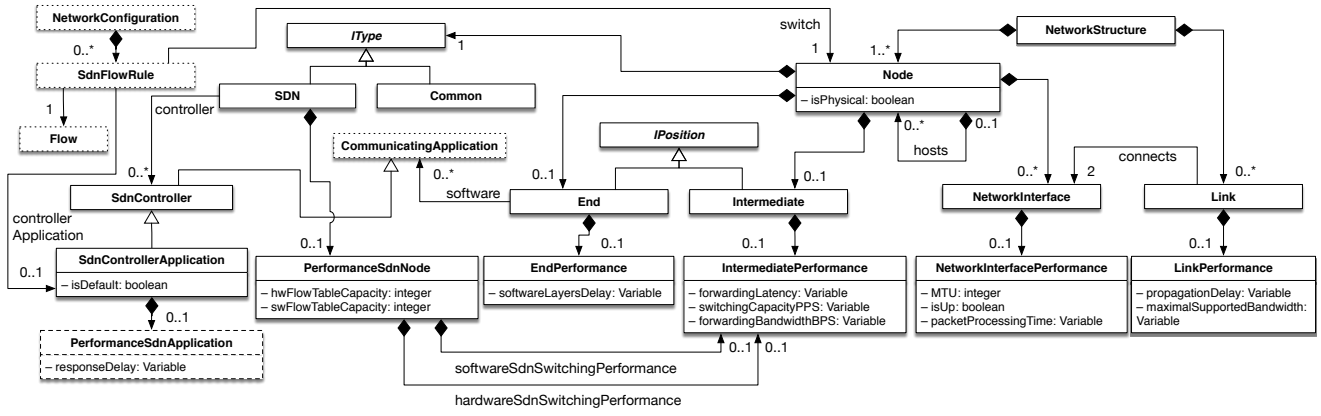 NetworkConfiguration
0..*
SdnFlowRule
1
Flow
controller
Application
0..1
IType
1
SDN
Common
controller
0..*
SdnController
SdnControllerApplication
– isDefault: boolean
0..1
PerformanceSdnApplication
– responseDelay: Variable
CommunicatingApplication
0..*
software
switch
1
1..*
NetworkStructure
Node
– isPhysical: boolean
0..*
0..1
hosts
IPosition
0..1
End
0..1
Intermediate
0..*
NetworkInterface
2
connects
0..*
Link
0..1
PerformanceSdnNode
– hwFlowTableCapacity: integer
– swFlowTableCapacity: integer
0..1
EndPerformance
– softwareLayersDelay: Variable
0..1
IntermediatePerformance
– forwardingLatency: Variable
– switchingCapacityPPS: Variable
– forwardingBandwidthBPS: Variable
0..1
NetworkInterfacePerformance
– MTU: integer
– isUp: boolean
– packetProcessingTime: Variable
0..1
LinkPerformance
– propagationDelay: Variable
– maximalSupportedBandwidth:
Variable
0..1
0..1
softwareSdnSwitchingPerformance
hardwareSdnSwitchingPerformance